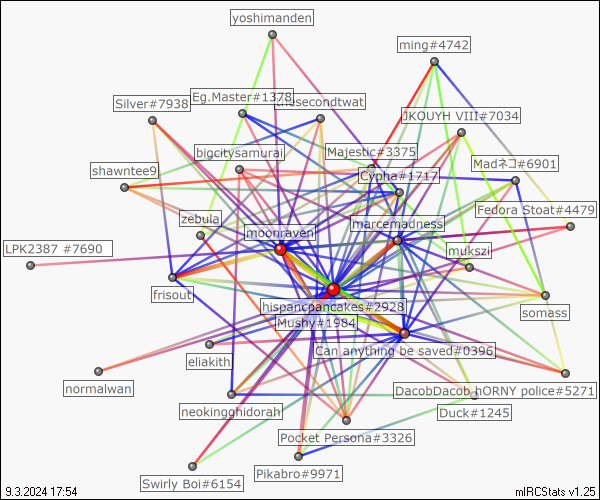 yoshimanden
ming#4742
Eg.Master#1378
thesecondtwat
Silver#7938
JKOUYH VIII#7034
bigcitysamurai
Majestic#3375
Madネコ#6901
shawntee9
Cypha#1717
Fedora Stoat#4479
zebula
marcemadness
moonraven
LPK2387 #7690
mukszi
frisout
hispancpancakes#2928
somass
Mushy#1984
Can anything be saved#0396
eliakith
normalwan
DacobDacob
hORNY police#5271
neokingghidorah
Duck#1245
Pocket Persona#3326
Pikabro#9971
Swirly Boi#6154
9.3.2024 17:54
mIRCStats v1.25